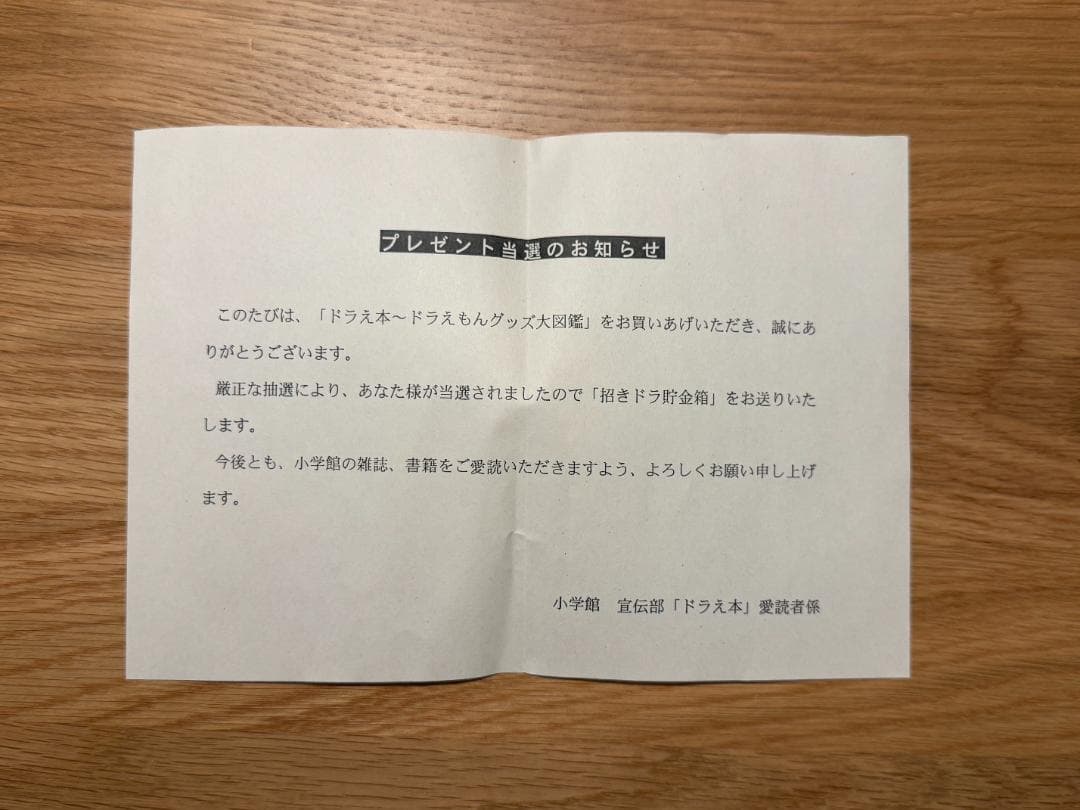 プレゼント当選のお知らせ
このたびは、「ドラえ本～ドラえもんグッズ大図鑑」をお買いあげいただき、誠にあ
りがとうございます。
厳正な抽選により、あなた様が当選されましたので「招きドラ貯金箱」をお送りいた
します。
今後とも、小学館の雑誌、書籍をご愛読いただきますよう、よろしくお願い申し上げ
ます。
小学館　宣伝部「ドラえ本」愛読者係